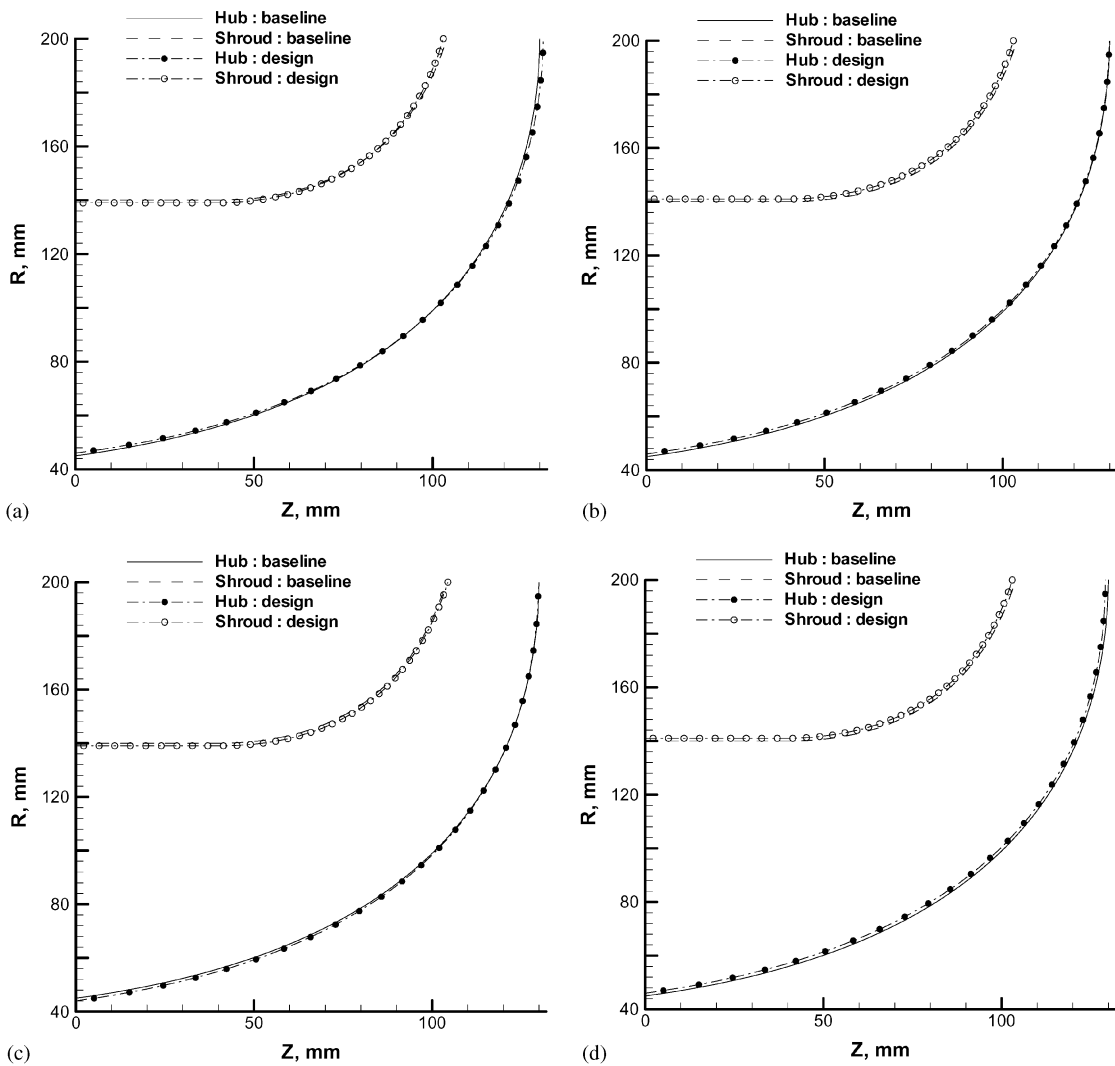 Hub : baseline
Shroud : baseline
Hub : design
Shroud : design
200
160
120
80
40
R, mm
0
50
100
Z, mm
(a)
Hub : baseline
Shroud : baseline
Hub : design
Shroud : design
200
160
120
80
40
R, mm
0
50
100
Z, mm
(b)
Hub : baseline
Shroud : baseline
Hub : design
Shroud : design
200
160
120
80
40
R, mm
0
50
100
Z, mm
(c)
Hub : baseline
Shroud : baseline
Hub : design
Shroud : design
200
160
120
80
40
R, mm
0
50
100
Z, mm
(d)